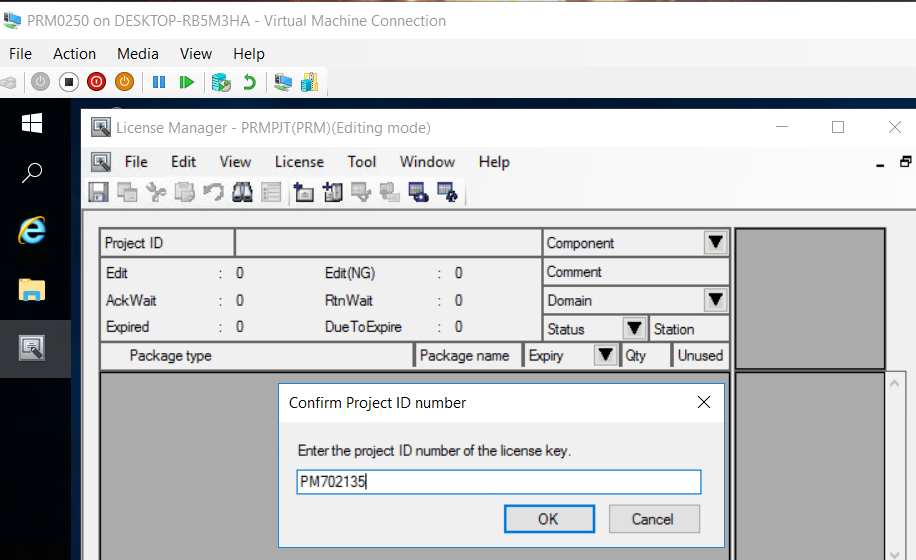 PRM0250 on DESKTOP-RB5M3HA - Virtual Machine Connection
File Action Media View Help
License Manager - PRMPJT(PRM)(Editing mode)
File Edit View License Tool Window Help
Project ID Component
Edit : 0 Edit(NG) : 0 Comment
AckWait : 0 RtnWait : 0 Domain
Expired : 0 DueToExpire : 0 Status Station
Package type Package name Expiry Qty Unused
Confirm Project ID number
Enter the project ID number of the license key.
PM702135
OK Cancel